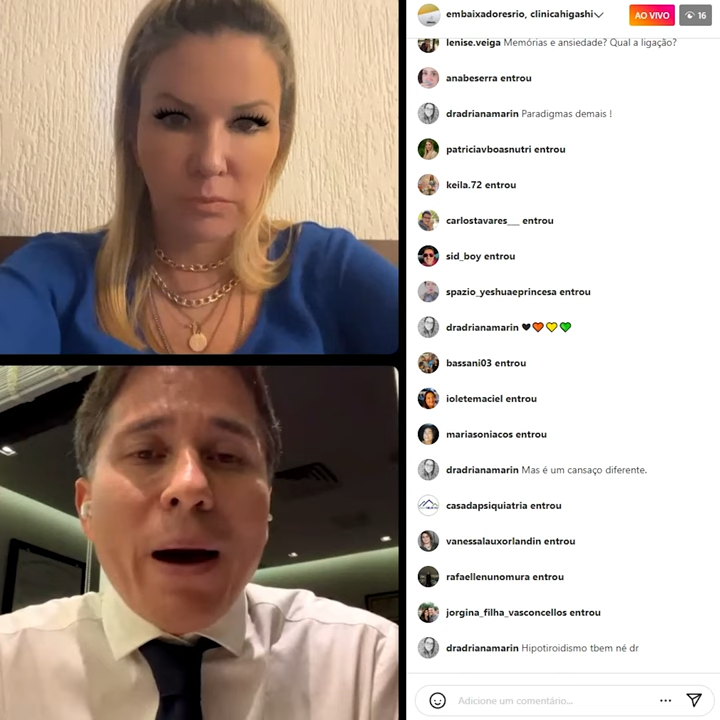 embaixadoresrio, clinicahigashi
AO VIVO
16
lenise.veiga Memórias e ansiedade? Qual a ligação?
anabeserra entrou
dradrianamarin Paradigmas demais !
patriciavboasnutri entrou
keila.72 entrou
carlostavares___ entrou
sid_boy entrou
spazio_yeshuaeprincesa entrou
dradrianamarin 🖤🧡💛💚
bassani03 entrou
ioletemaciel entrou
mariasoniacos entrou
dradrianamarin Mas é um cansaço diferente.
casadapsiquiatria entrou
vanessalauxorlandin entrou
rafaellenunomura entrou
jorgina_filha_vasconcellos entrou
dradrianamarin Hipotiroidismo tbem né dr
Adicione um comentário...